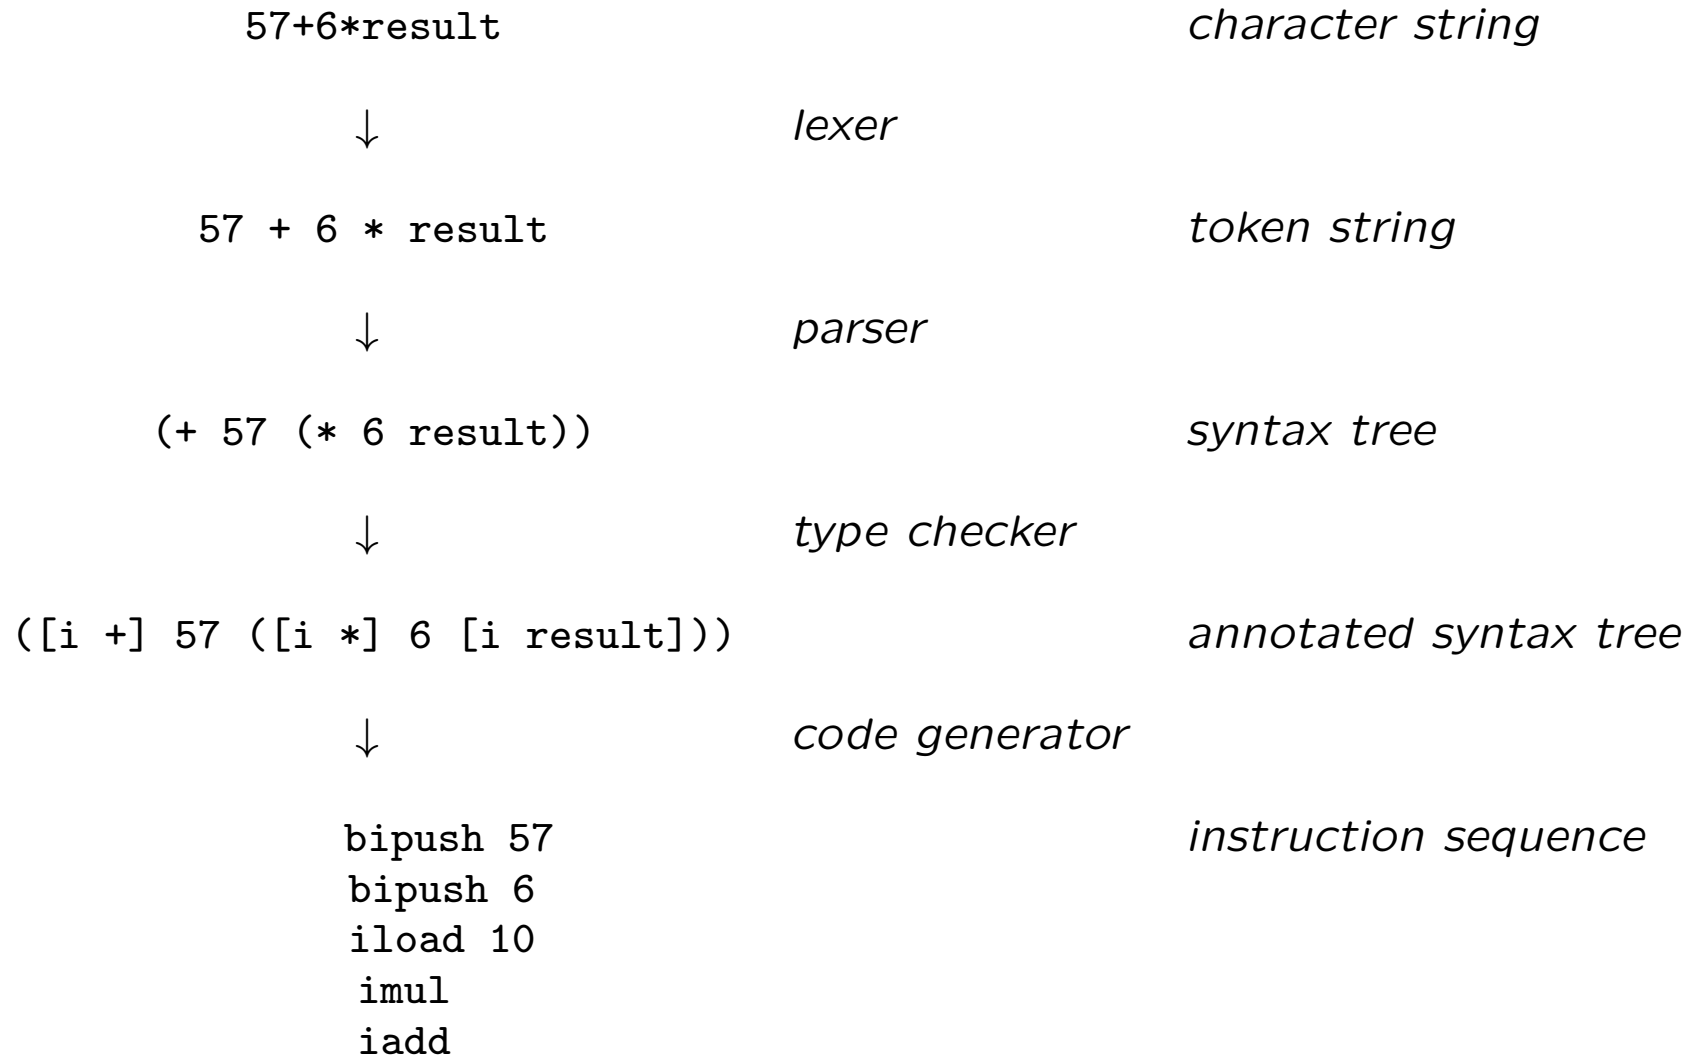 57+6*result character string
↓ lexer
57 + 6 * result token string
↓ parser
(+ 57 (* 6 result)) syntax tree
↓ type checker
([i +] 57 ([i *] 6 [i result])) annotated syntax tree
↓ code generator
bipush 57 instruction sequence
bipush 6
iload 10
imul
iadd